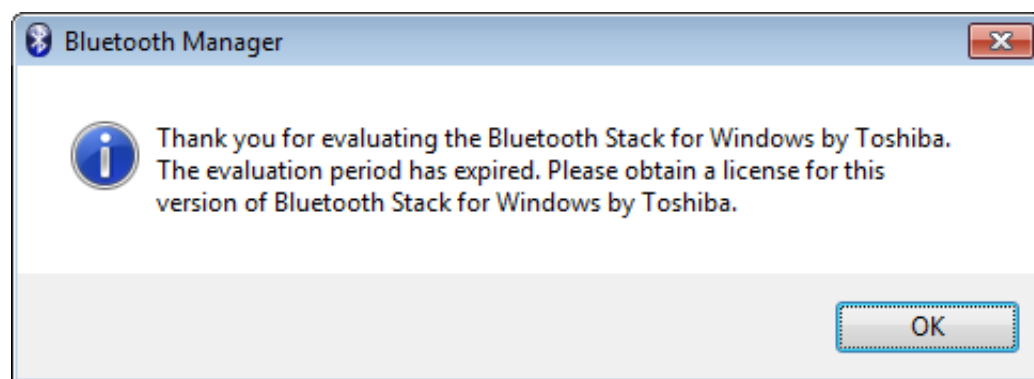 Bluetooth Manager
Thank you for evaluating the Bluetooth Stack for Windows by Toshiba.
The evaluation period has expired. Please obtain a license for this
version of Bluetooth Stack for Windows by Toshiba.
OK